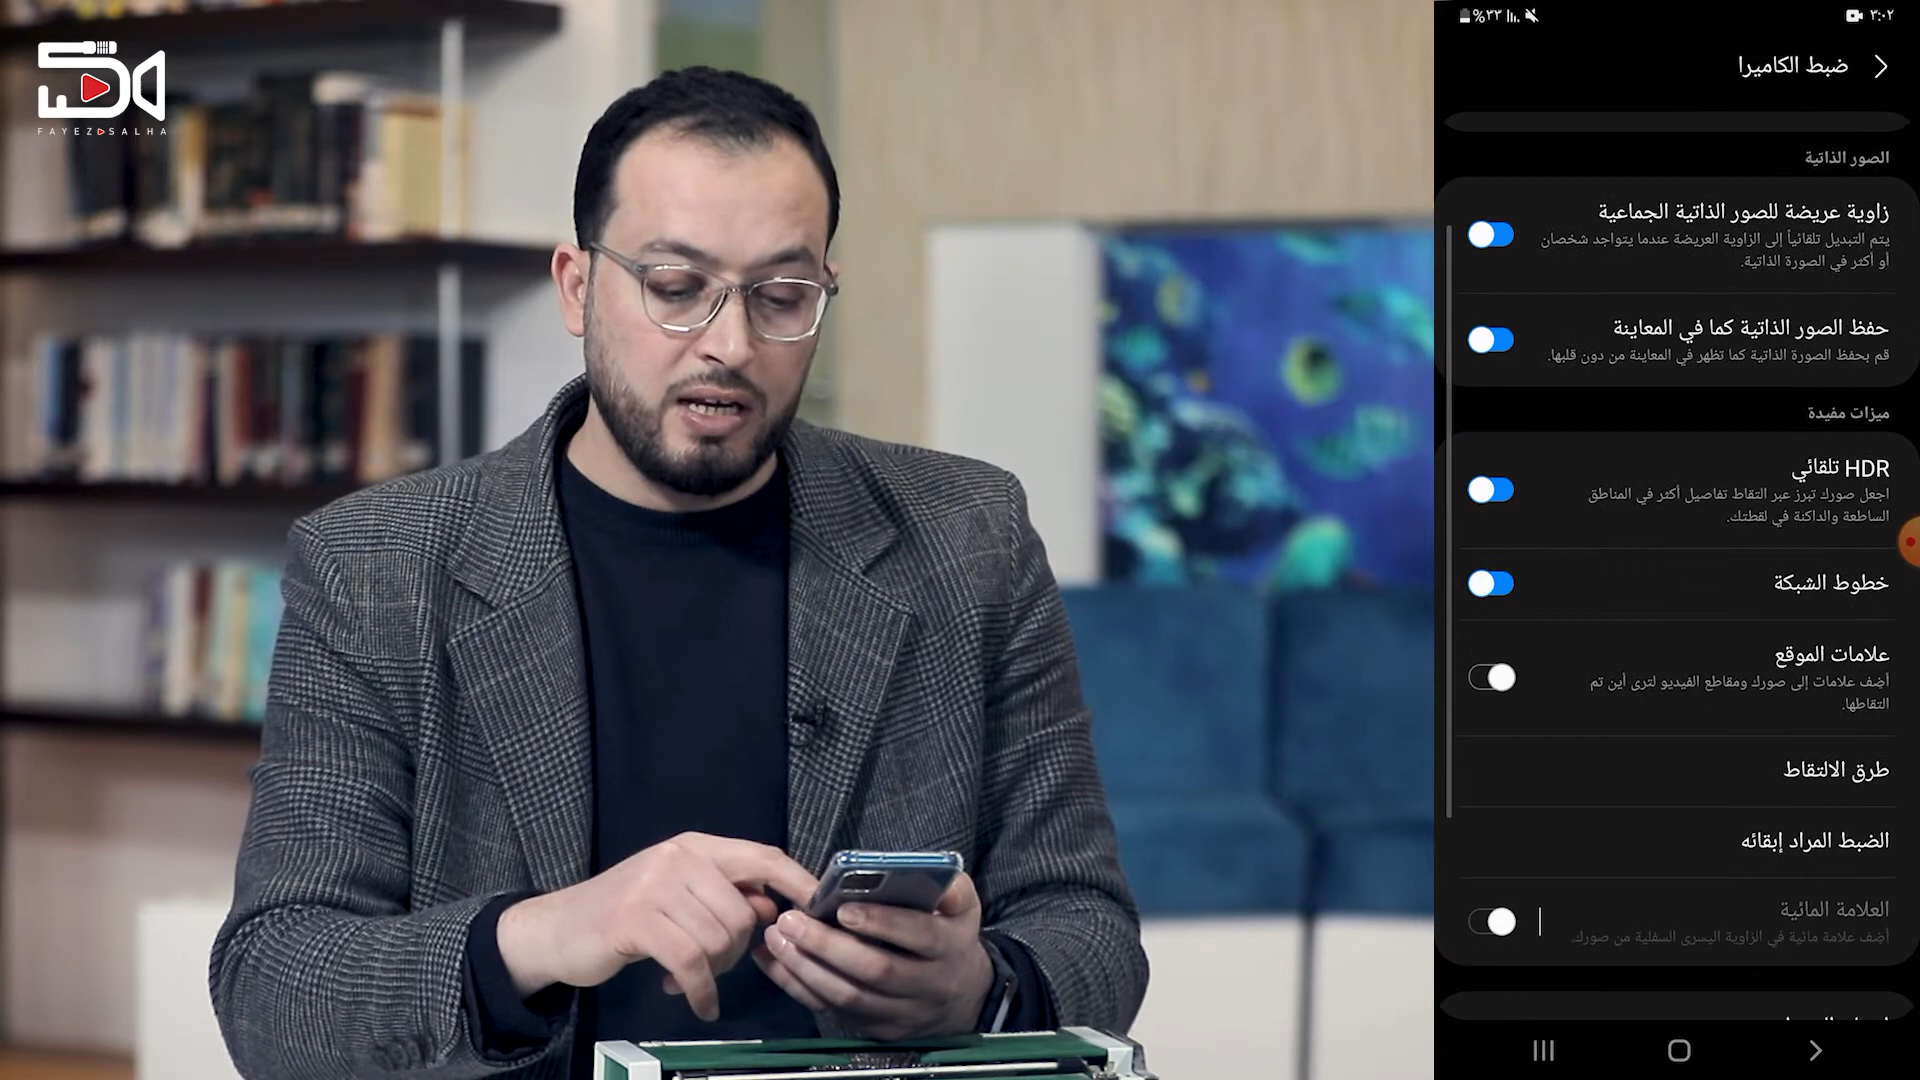 FAYEZ SALHA
%٣٣
٣:٠٢
ضبط الكاميرا
الصور الذاتية
زاوية عريضة للصور الذاتية الجماعية
يتم التبديل تلقائياً إلى الزاوية العريضة عندما يتواجد شخصان
أو أكثر في الصورة الذاتية.
حفظ الصور الذاتية كما في المعاينة
قم بحفظ الصورة الذاتية كما تظهر في المعاينة من دون قلبها.
ميزات مفيدة
HDR تلقائي
اجعل صورك تبرز عبر التقاط تفاصيل أكثر في المناطق
الساطعة والداكنة في لقطتك.
خطوط الشبكة
علامات الموقع
أضِف علامات إلى صورك ومقاطع الفيديو لترى أين تم
التقاطها.
طرق الالتقاط
الضبط المراد إبقائه
العلامة المائية
أضِف علامة مائية في الزاوية اليسرى السفلية من صورك.